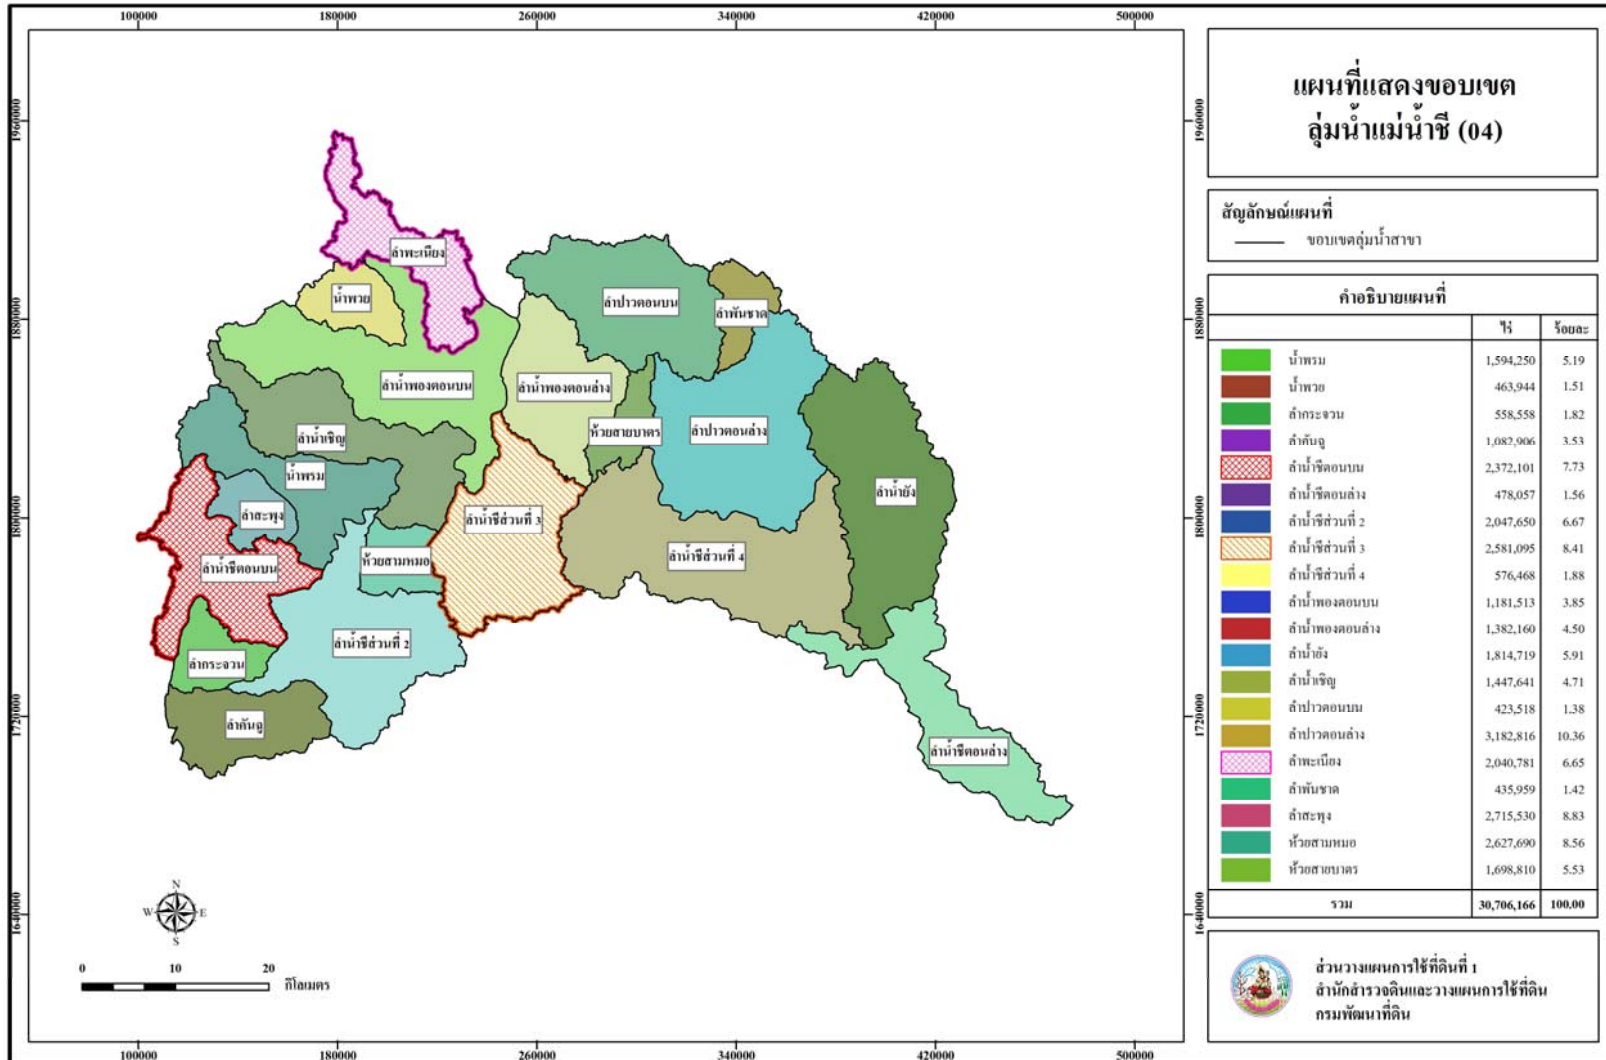 100000 180000 260000 340000 420000 500000
1960000 1960000
1880000 1880000
1800000 1800000
1720000 1720000
1640000 1640000
ลำพะเนียง
น้ำพวย
ลำปาวตอนบน
ลำพันชาด
ลำน้ำพองตอนบน
ลำน้ำพองตอนล่าง
ห้วยสายบาตร
ลำปาวตอนล่าง
ลำน้ำเชิญ
น้ำพรม
ลำน้ำยัง
ลำสะพุง
ลำน้ำชีส่วนที่ 3
ลำน้ำชีส่วนที่ 4
ห้วยสามหมอ
ลำน้ำชีตอนบน
ลำน้ำชีส่วนที่ 2
ลำกระจวน
ลำคันฉู
ลำน้ำชีตอนล่าง
N
W E
S
0 10 20
กิโลเมตร
100000 180000 260000 340000 420000 500000
แผนที่แสดงขอบเขต
ลุ่มน้ำแม่น้ำชี (04)
สัญลักษณ์แผนที่
ขอบเขตลุ่มน้ำสาขา
คำอธิบายแผนที่
ไร่ ร้อยละ
น้ำพรม 1,594,250 5.19
น้ำพวย 463,944 1.51
ลำกระจวน 558,558 1.82
ลำคันฉู 1,082,906 3.53
ลำน้ำชีตอนบน 2,372,101 7.73
ลำน้ำชีตอนล่าง 478,057 1.56
ลำน้ำชีส่วนที่ 2 2,047,650 6.67
ลำน้ำชีส่วนที่ 3 2,581,095 8.41
ลำน้ำชีส่วนที่ 4 576,468 1.88
ลำน้ำพองตอนบน 1,181,513 3.85
ลำน้ำพองตอนล่าง 1,382,160 4.50
ลำน้ำยัง 1,814,719 5.91
ลำน้ำเชิญ 1,447,641 4.71
ลำปาวตอนบน 423,518 1.38
ลำปาวตอนล่าง 3,182,816 10.36
ลำพะเนียง 2,040,781 6.65
ลำพันชาด 435,959 1.42
ลำสะพุง 2,715,530 8.83
ห้วยสามหมอ 2,627,690 8.56
ห้วยสายบาตร 1,698,810 5.53
รวม 30,706,166 100.00
ส่วนวางแผนการใช้ที่ดินที่ 1
สำนักสำรวจดินและวางแผนการใช้ที่ดิน
กรมพัฒนาที่ดิน